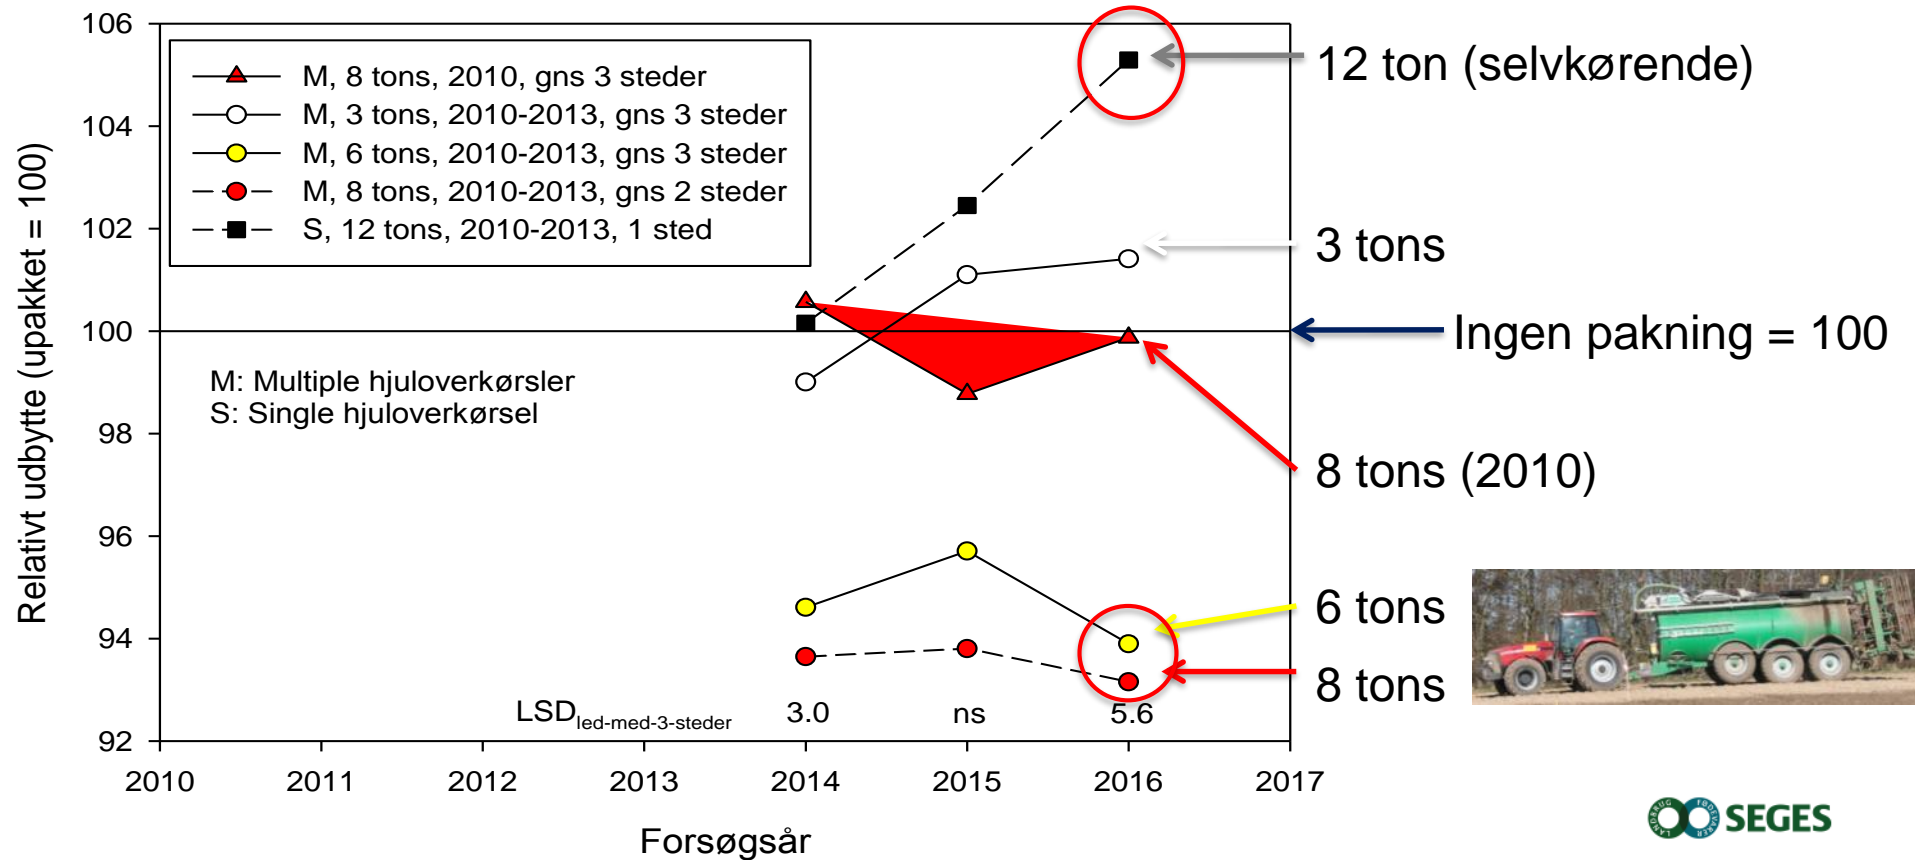 Relativt udbytte (upakket = 100)
106
104
102
100
98
96
94
92
M, 8 tons, 2010, gns 3 steder
M, 3 tons, 2010-2013, gns 3 steder
M, 6 tons, 2010-2013, gns 3 steder
M, 8 tons, 2010-2013, gns 2 steder
S, 12 tons, 2010-2013, 1 sted
M: Multiple hjuloverkørsler
S: Single hjuloverkørsel
12 ton (selvkørende)
3 tons
Ingen pakning = 100
8 tons (2010)
6 tons
8 tons
LSD led-med-3-steder 3.0 ns 5.6
2010 2011 2012 2013 2014 2015 2016 2017
Forsøgsår
LANDBRUG FØDEVARER
SEGES